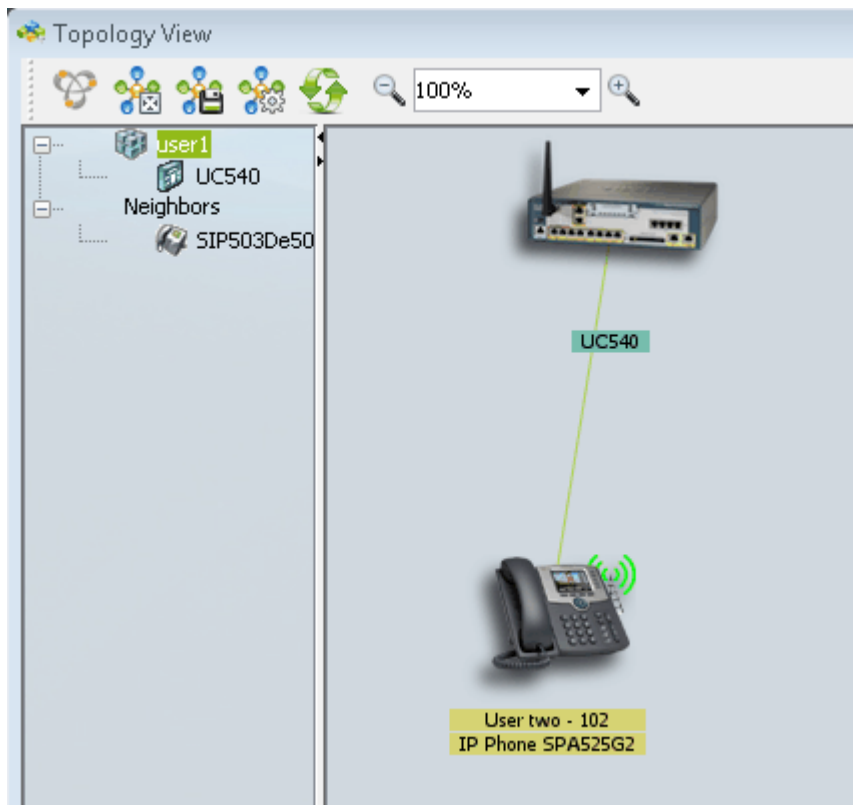 Topology View
100%
user1
UC540
Neighbors
SIP503De50
UC540
User two - 102
IP Phone SPA525G2